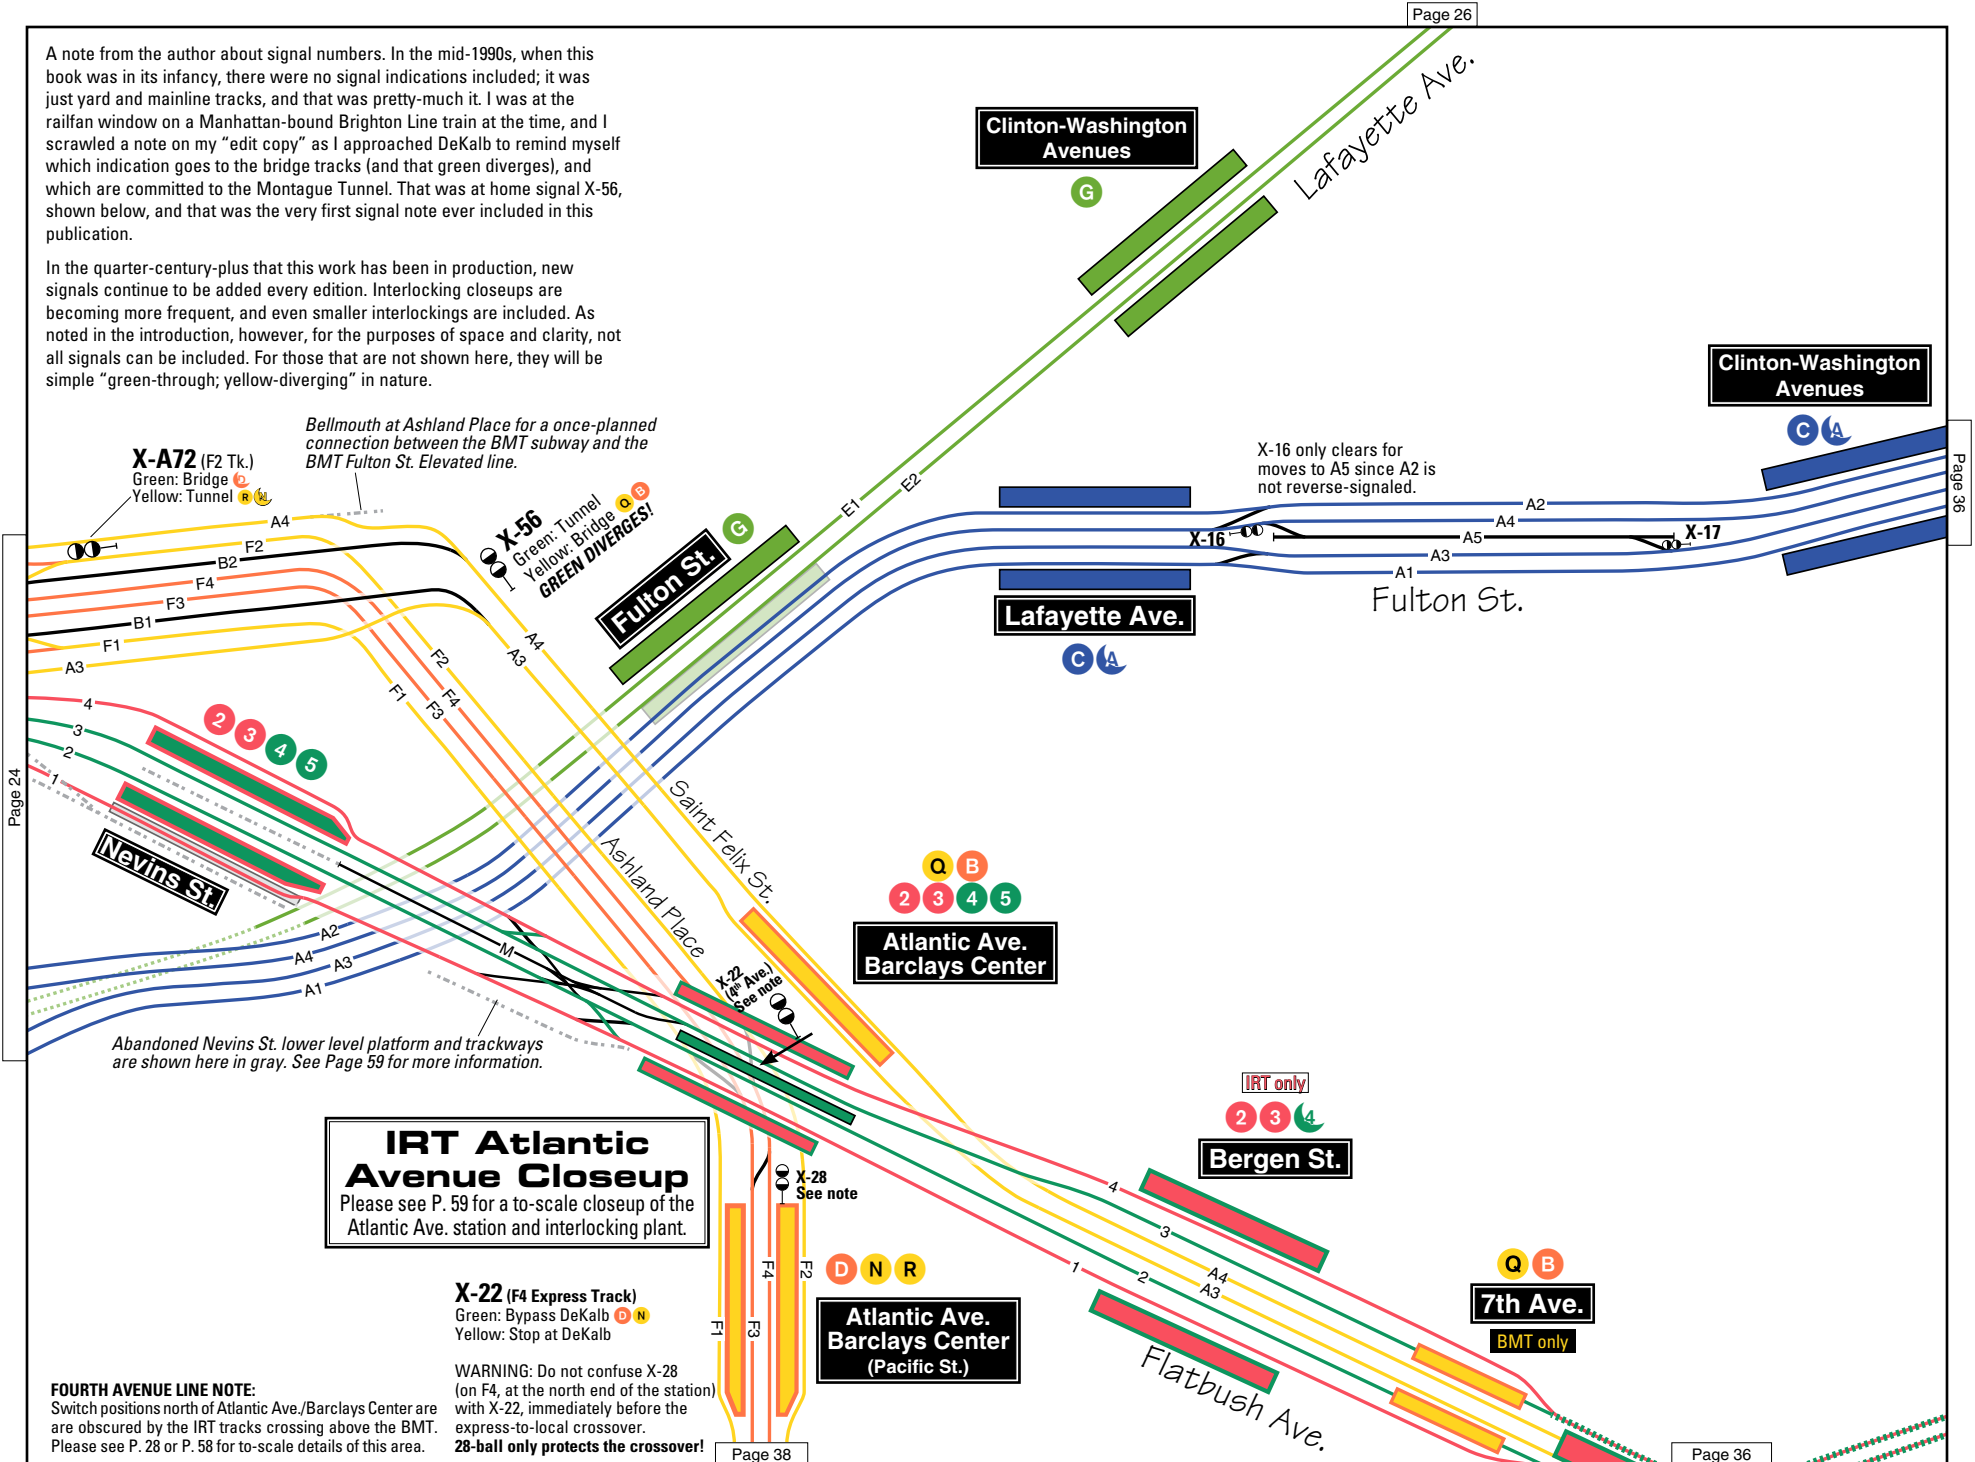 Page 26
A note from the author about signal numbers. In the mid-1990s, when this
book was in its infancy, there were no signal indications included; it was
just yard and mainline tracks, and that was pretty-much it. I was at the
railfan window on a Manhattan-bound Brighton Line train at the time, and I
scrawled a note on my “edit copy” as I approached DeKalb to remind myself
which indication goes to the bridge tracks (and that green diverges), and
which are committed to the Montague Tunnel. That was at home signal X-56,
shown below, and that was the very first signal note ever included in this
publication.
In the quarter-century-plus that this work has been in production, new
signals continue to be added every edition. Interlocking closeups are
becoming more frequent, and even smaller interlockings are included. As
noted in the introduction, however, for the purposes of space and clarity, not
all signals can be included. For those that are not shown here, they will be
simple “green-through; yellow-diverging” in nature.
Lafayette Ave.
Clinton-Washington
Avenues
G
Clinton-Washington
Avenues
C A
Page 36
Bellmouth at Ashland Place for a once-planned
connection between the BMT subway and the
BMT Fulton St. Elevated line.
X-A72 (F2 Tk.)
Green: Bridge D
Yellow: Tunnel R N
X-56
Green: Tunnel
Yellow: Bridge Q B
GREEN DIVERGES!
X-16 only clears for
moves to A5 since A2 is
not reverse-signaled.
E1
E2
A2
A4
X-16
A5
X-17
A3
A1
Fulton St.
Lafayette Ave.
C A
Fulton St.
G
A4
F2
B2
F4
F3
B1
F1
A3
A4
A3
F2
F4
F1
F3
Page 24
4
3
2
1
2 3 4 5
Nevins St.
Saint Felix St.
Ashland Place
Q B
2 3 4 5
Atlantic Ave.
Barclays Center
A2
A4
A3
A1
M
X-22
(4th Ave.)
See note
Abandoned Nevins St. lower level platform and trackways
are shown here in gray. See Page 59 for more information.
IRT Atlantic
Avenue Closeup
Please see P. 59 for a to-scale closeup of the
Atlantic Ave. station and interlocking plant.
X-28
See note
IRT only
2 3 4
Bergen St.
4
3
1
2
A4
A3
F4
F2
F1
F3
D N R
Atlantic Ave.
Barclays Center
(Pacific St.)
Q B
7th Ave.
BMT only
Flatbush Ave.
X-22 (F4 Express Track)
Green: Bypass DeKalb D N
Yellow: Stop at DeKalb
WARNING: Do not confuse X-28
(on F4, at the north end of the station)
with X-22, immediately before the
express-to-local crossover.
28-ball only protects the crossover!
FOURTH AVENUE LINE NOTE:
Switch positions north of Atlantic Ave./Barclays Center are
are obscured by the IRT tracks crossing above the BMT.
Please see P. 28 or P. 58 for to-scale details of this area.
Page 38
Page 36